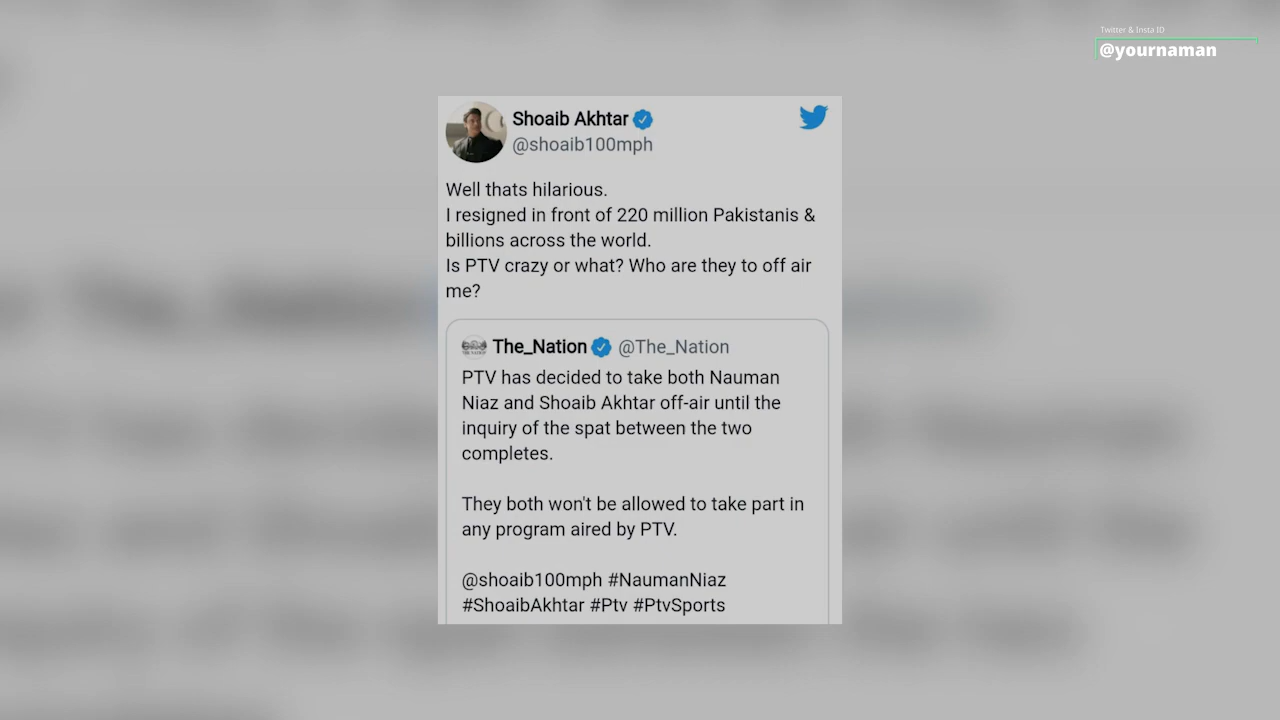 Twitter & Insta ID
@yournaman
Shoaib Akhtar
@shoaib100mph
Well thats hilarious.
I resigned in front of 220 million Pakistanis &
billions across the world.
Is PTV crazy or what? Who are they to off air
me?
The_Nation @The_Nation
PTV has decided to take both Nauman
Niaz and Shoaib Akhtar off-air until the
inquiry of the spat between the two
completes.
They both won't be allowed to take part in
any program aired by PTV.
@shoaib100mph #NaumanNiaz
#ShoaibAkhtar #Ptv #PtvSports